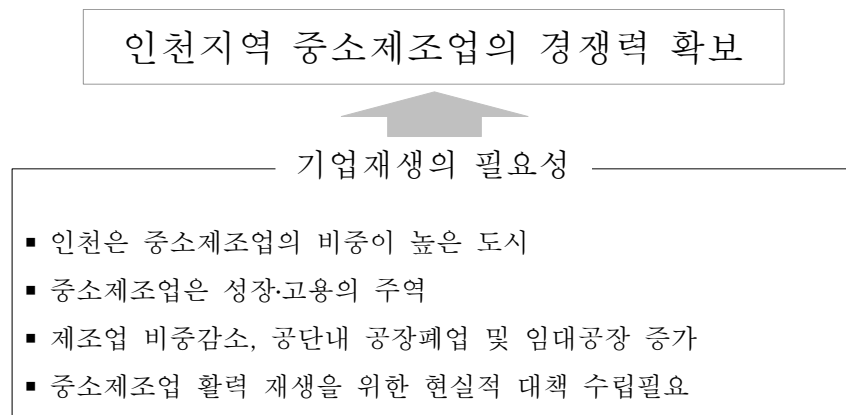 인천지역 중소제조업의 경쟁력 확보
기업재생의 필요성
▪ 인천은 중소제조업의 비중이 높은 도시
▪ 중소제조업은 성장·고용의 주역
▪ 제조업 비중감소, 공단내 공장폐업 및 임대공장 증가
▪ 중소제조업 활력 재생을 위한 현실적 대책 수립필요